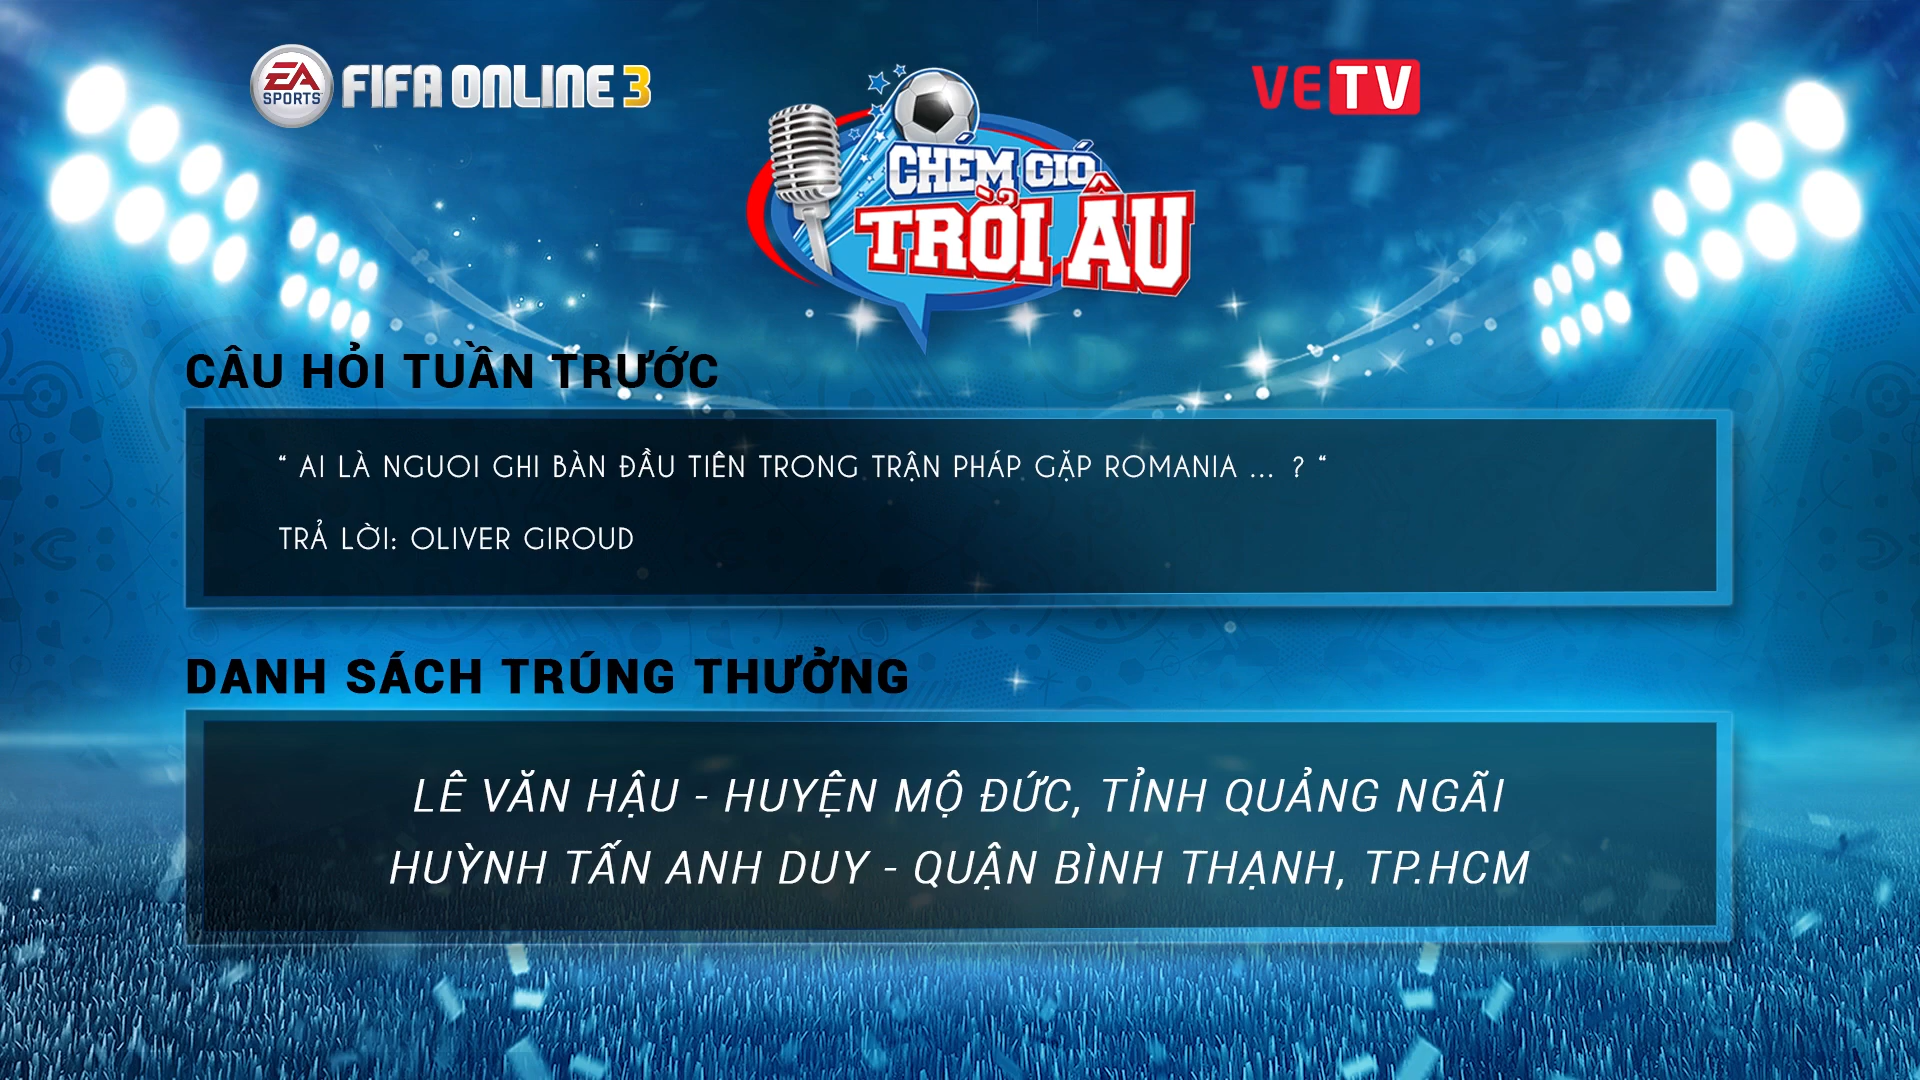 EA SPORTS FIFA ONLINE 3
VETV
CHÉM GIÓ
TRỜI ÂU
CÂU HỎI TUẦN TRƯỚC
“ AI LÀ NGUOI GHI BÀN ĐẦU TIÊN TRONG TRẬN PHÁP GẶP ROMANIA ... ? “
TRẢ LỜI: OLIVER GIROUD
DANH SÁCH TRÚNG THƯỞNG
LÊ VĂN HẬU - HUYỆN MỘ ĐỨC, TỈNH QUẢNG NGÃI
HUỲNH TẤN ANH DUY - QUẬN BÌNH THẠNH, TP.HCM